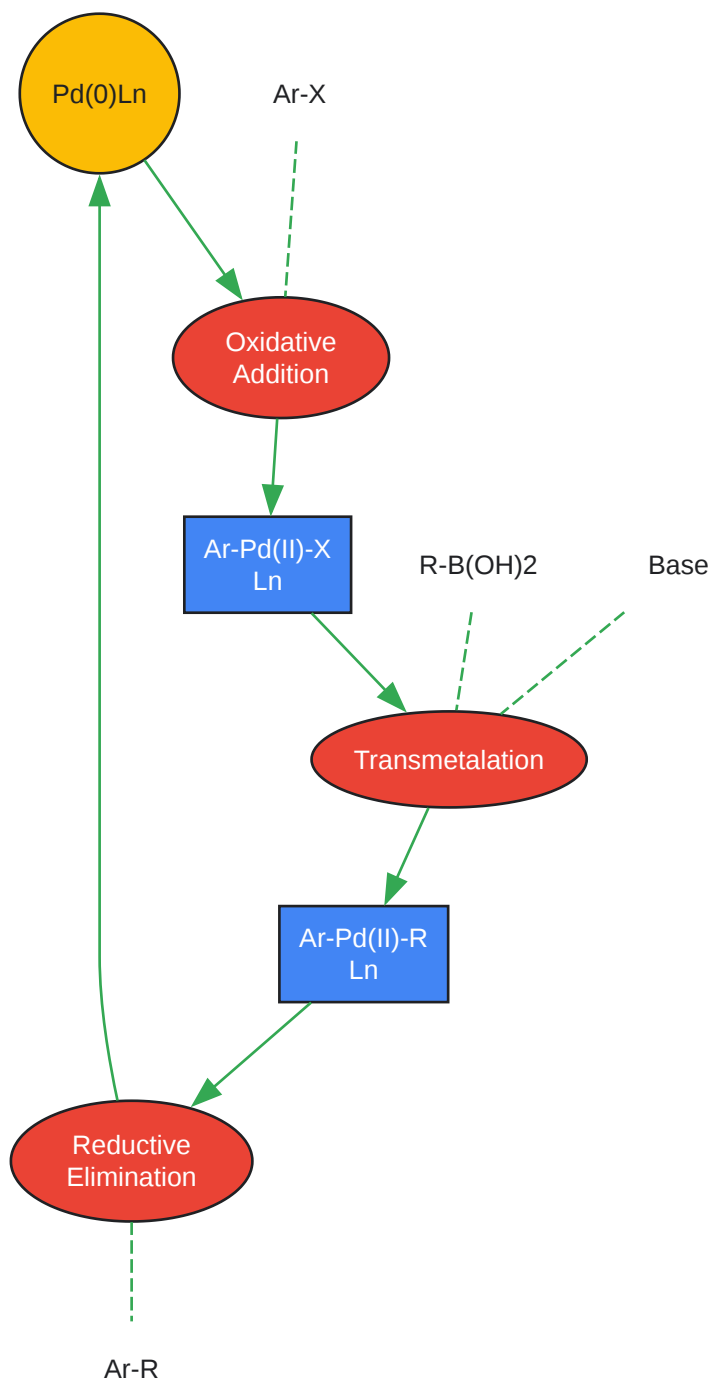 Pd(0)Ln
Ar-X
Oxidative
Addition
Ar-Pd(II)-X
Ln
R-B(OH)2
Base
Transmetalation
Ar-Pd(II)-R
Ln
Reductive
Elimination
Ar-R